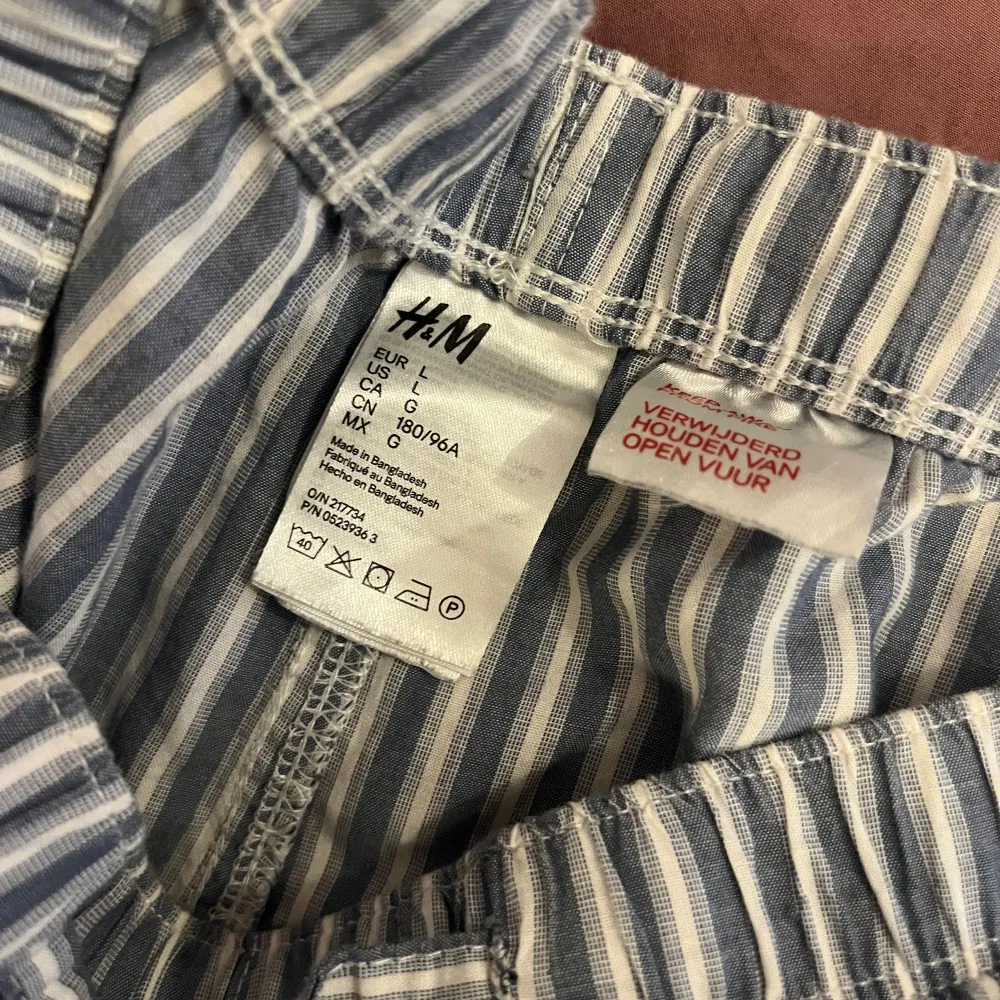 H&M
EUR L
US L
CA G
CN 180/96A
MX G
Made in Bangladesh
Fabriqué au Bangladesh
Hecho en Bangladesh
O/N 217734
P/N 0523936 3
40
P
VERWIJDERD
HOUDEN VAN
OPEN VUUR